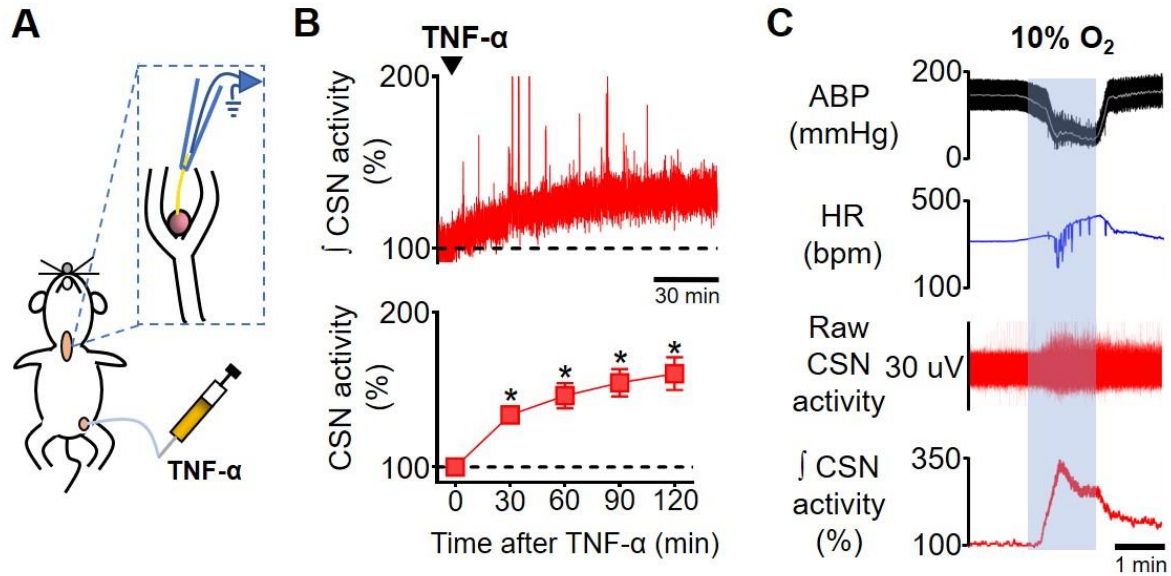 A
TNF-α
B
TNF-α
200
100
∫ CSN activity
(%)
30 min
200
100
CSN activity
(%)
* * * *
0 30 60 90 120
Time after TNF-α (min)
C
10% O₂
ABP
(mmHg)
200
0
HR
(bpm)
500
100
Raw
CSN
activity
30 uV
∫ CSN
activity
(%)
350
100
1 min